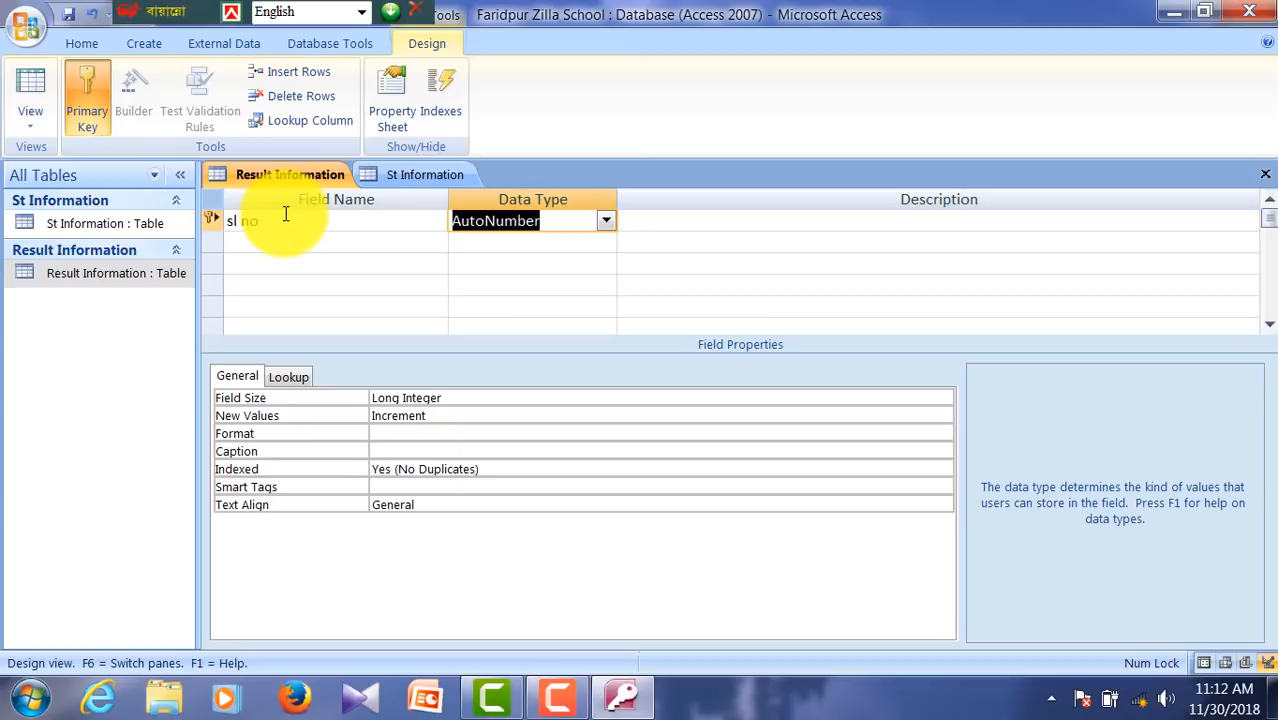 বায়ান্নো
English
Tools
Faridpur Zilla School : Database (Access 2007) - Microsoft Access
Home
Create
External Data
Database Tools
Design
View
Primary Key
Builder
Test Validation Rules
Insert Rows
Delete Rows
Lookup Column
Property Sheet
Indexes
Views
Tools
Show/Hide
All Tables
Result Information
St Information
St Information
St Information : Table
Result Information
Result Information : Table
Field Name
Data Type
Description
sl no
AutoNumber
Field Properties
General
Lookup
Field Size
Long Integer
New Values
Increment
Format
Caption
Indexed
Yes (No Duplicates)
Smart Tags
Text Align
General
The data type determines the kind of values that
users can store in the field. Press F1 for help on
data types.
Design view. F6 = Switch panes. F1 = Help.
Num Lock
11:12 AM
11/30/2018